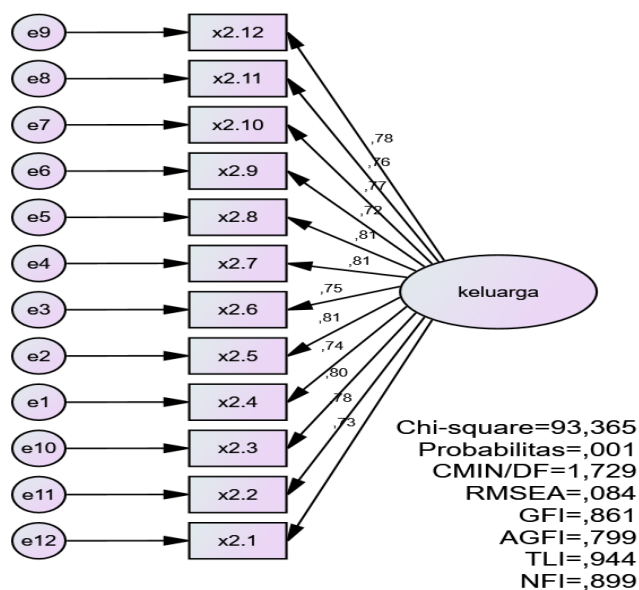 e9 x2.12
e8 x2.11
e7 x2.10
e6 x2.9
e5 x2.8
e4 x2.7
e3 x2.6
e2 x2.5
e1 x2.4
e10 x2.3
e11 x2.2
e12 x2.1
,78
,76
,77
,72
,81
,81
,75
,81
,74
,80
,78
,73
keluarga
Chi-square=93,365
Probabilitas=,001
CMIN/DF=1,729
RMSEA=,084
GFI=,861
AGFI=,799
TLI=,944
NFI=,899